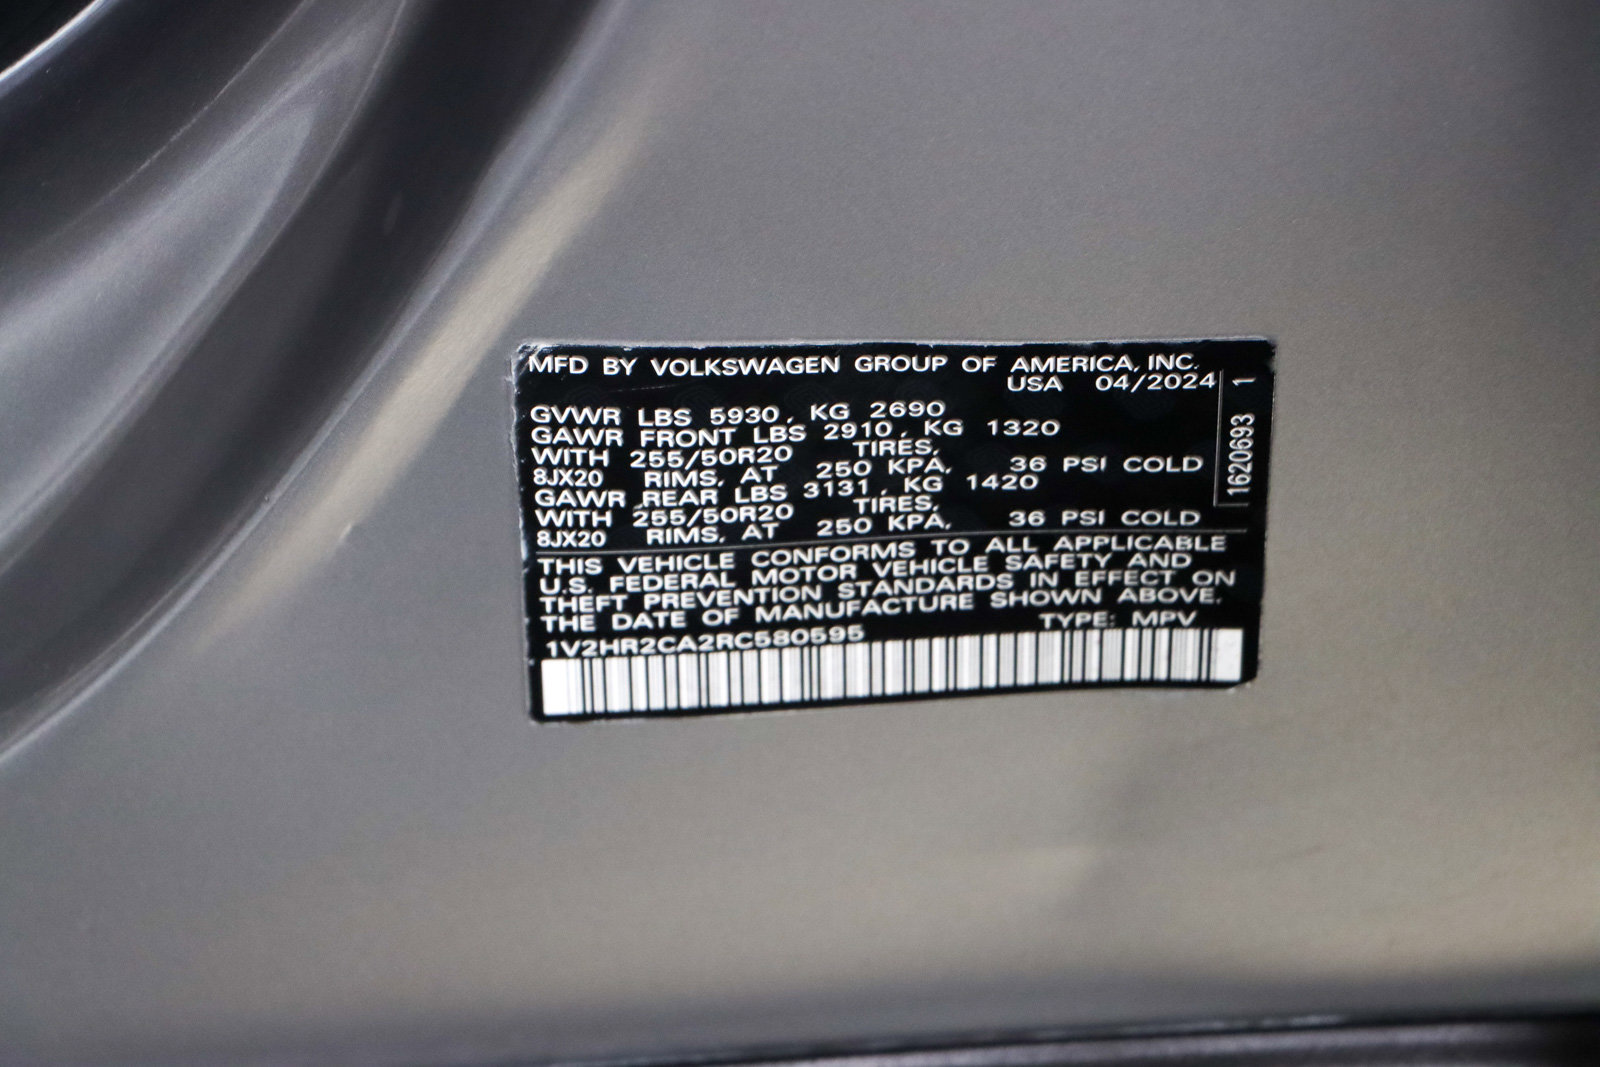 MFD BY VOLKSWAGEN GROUP OF AMERICA, INC.
USA 04/2024
GVWR LBS 5930, KG 2690
GAWR FRONT LBS 2910, KG 1320
WITH 255/50R20 TIRES,
8JX20 RIMS, AT 250 KPA, 36 PSI COLD
GAWR REAR LBS 3131, KG 1420
WITH 255/50R20 TIRES,
8JX20 RIMS, AT 250 KPA, 36 PSI COLD
THIS VEHICLE CONFORMS TO ALL APPLICABLE
U.S. FEDERAL MOTOR VEHICLE SAFETY AND
THEFT PREVENTION STANDARDS IN EFFECT ON
THE DATE OF MANUFACTURE SHOWN ABOVE.
1V2HR2CA2RC580595 TYPE: MPV
1620693 1